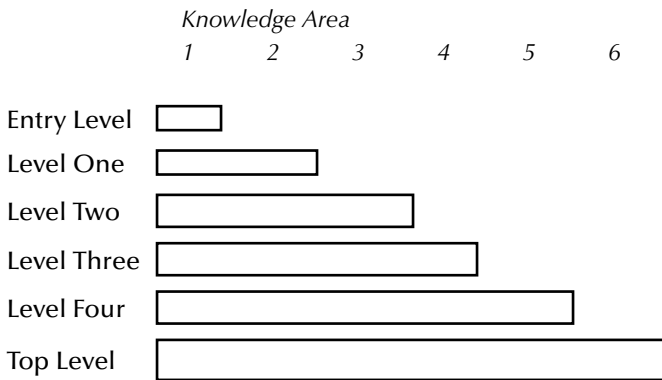 Knowledge Area
1 2 3 4 5 6
Entry Level
Level One
Level Two
Level Three
Level Four
Top Level